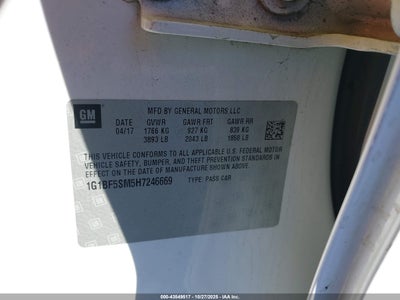 GM
MFD BY GENERAL MOTORS LLC
DATE GVWR GAWR FRT GAWR RR
04/17 1766 KG 927 KG 839 KG
3893 LB 2043 LB 1850 LB
THIS VEHICLE CONFORMS TO ALL APPLICABLE U.S. FEDERAL MOTOR
VEHICLE SAFETY, BUMPER, AND THEFT PREVENTION STANDARDS IN
EFFECT ON THE DATE OF MANUFACTURE SHOWN ABOVE.
1G1BF5SM5H7246669 TYPE: PASS CAR
000-43549517 - 10/27/2025 - IAA Inc.